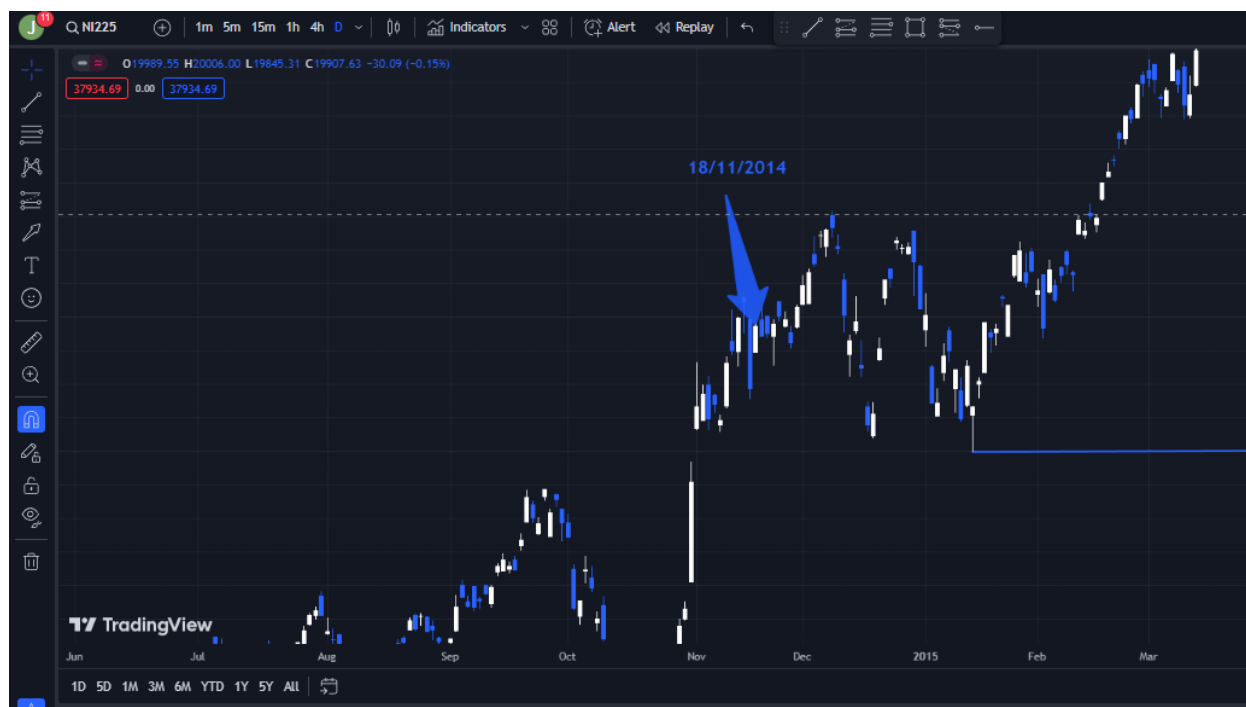 J 11 NI225 1m 5m 15m 1h 4h D Indicators Alert Replay
O19989.55 H20006.00 L19845.31 C19907.63 −30.09 (−0.15%)
37934.69 0.00 37934.69
18/11/2014
TradingView
Jun Jul Aug Sep Oct Nov Dec 2015 Feb Mar
1D 5D 1M 3M 6M YTD 1Y 5Y All